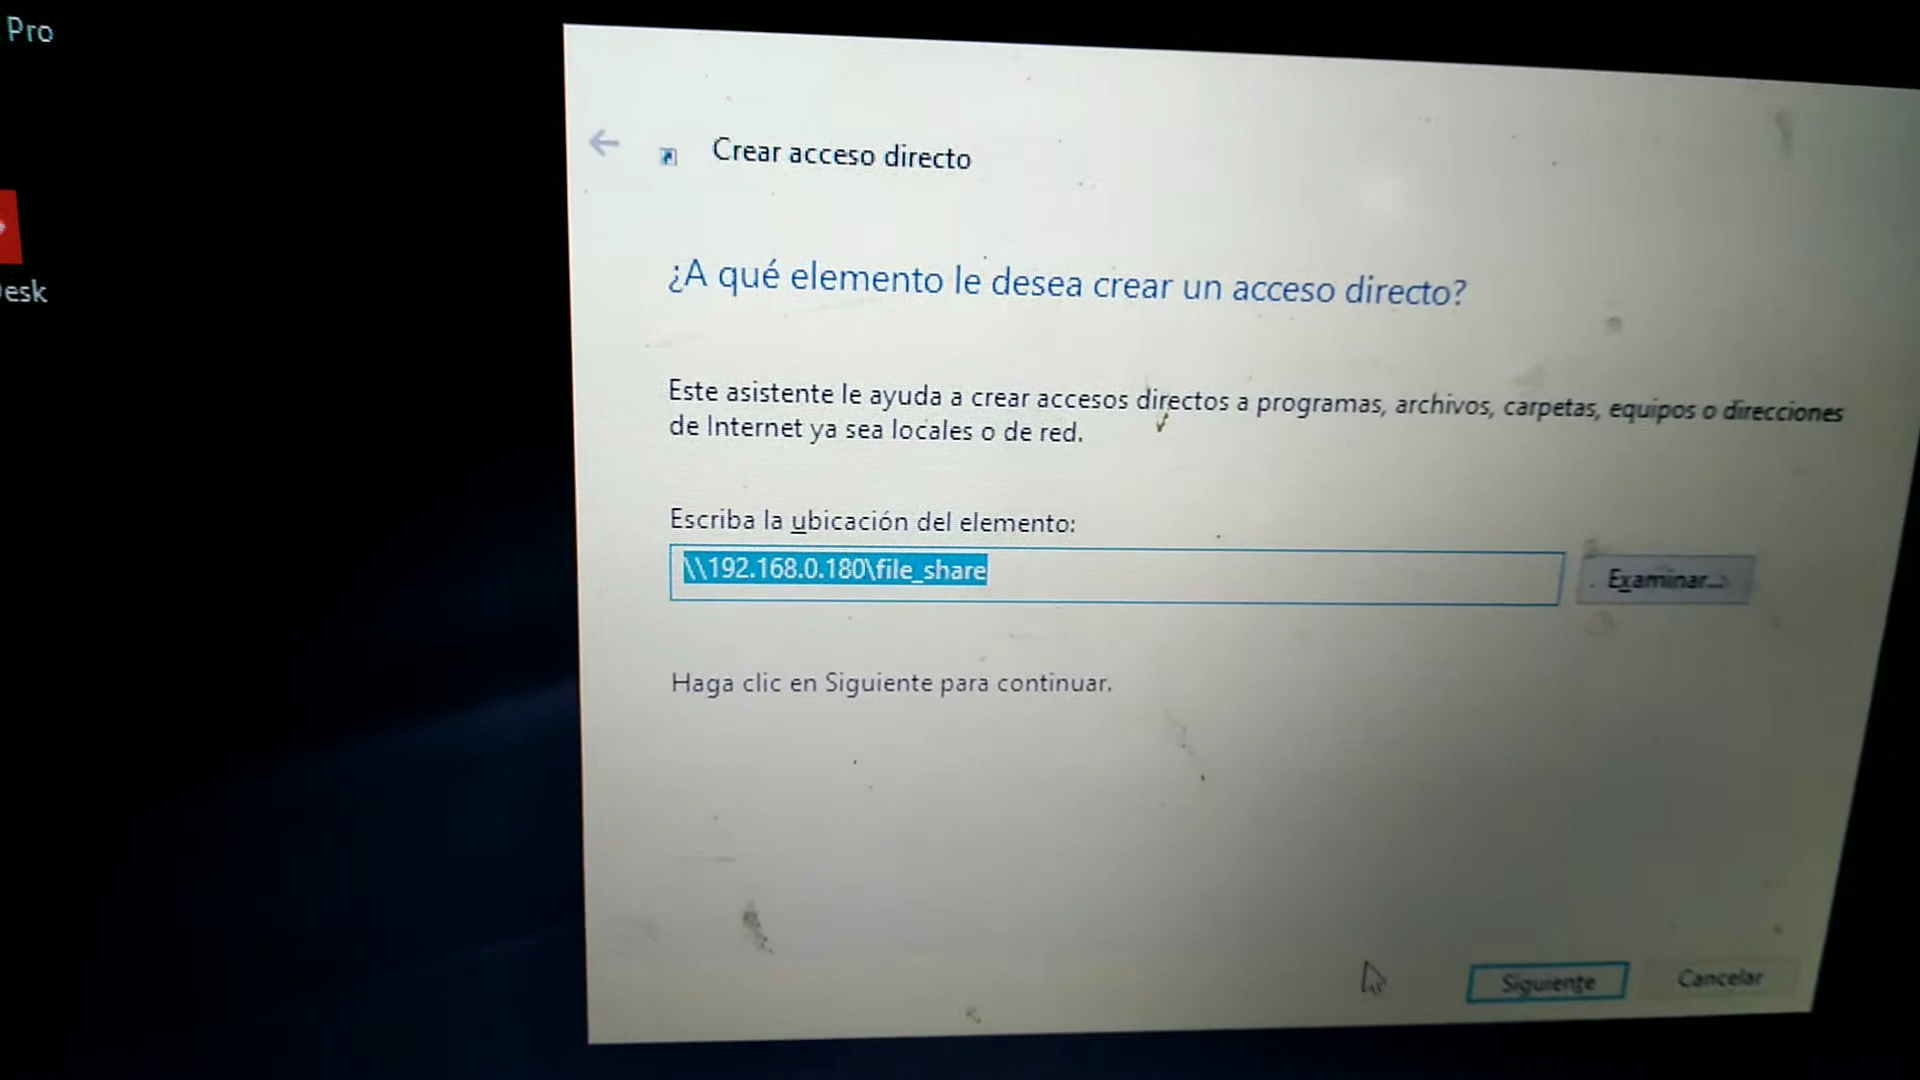 Pro
esk
Crear acceso directo
¿A qué elemento le desea crear un acceso directo?
Este asistente le ayuda a crear accesos directos a programas, archivos, carpetas, equipos o direcciones
de Internet ya sea locales o de red.
Escriba la ubicación del elemento:
\\192.168.0.180\file_share
Examinar...
Haga clic en Siguiente para continuar.
Siguiente
Cancelar